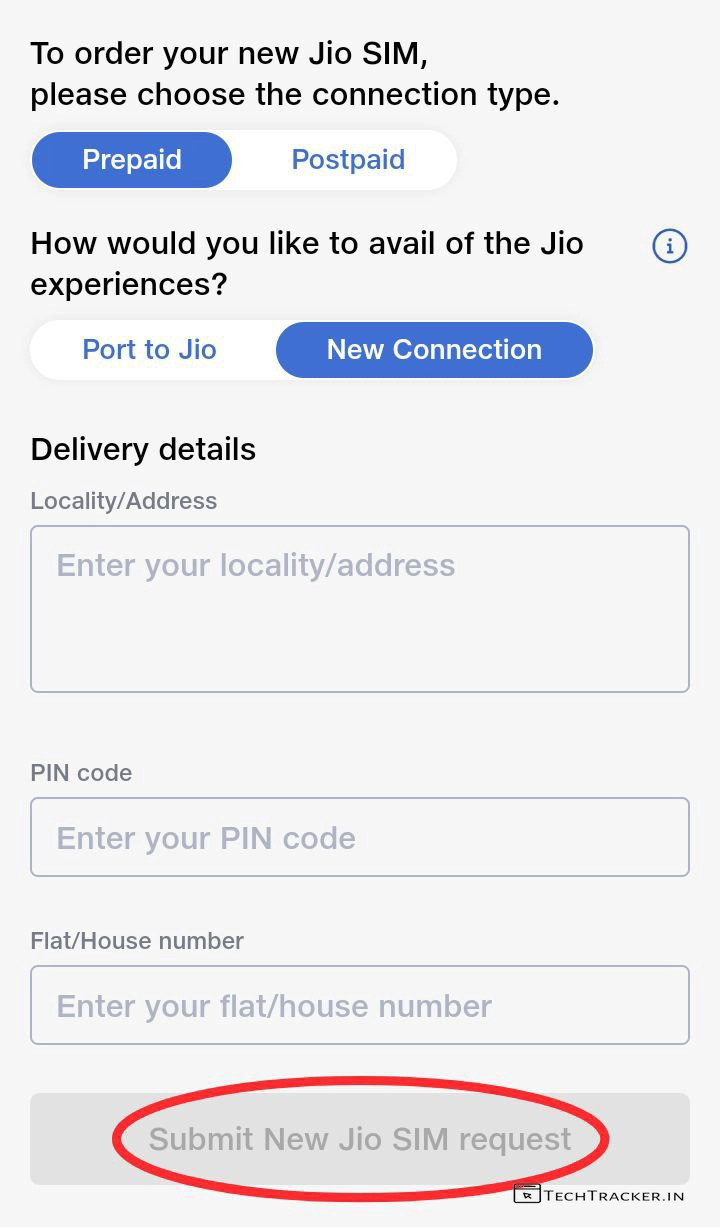 To order your new Jio SIM,
please choose the connection type.
Prepaid Postpaid
How would you like to avail of the Jio
experiences?
i
Port to Jio New Connection
Delivery details
Locality/Address
Enter your locality/address
PIN code
Enter your PIN code
Flat/House number
Enter your flat/house number
Submit New Jio SIM request
TECHTRACKER.IN